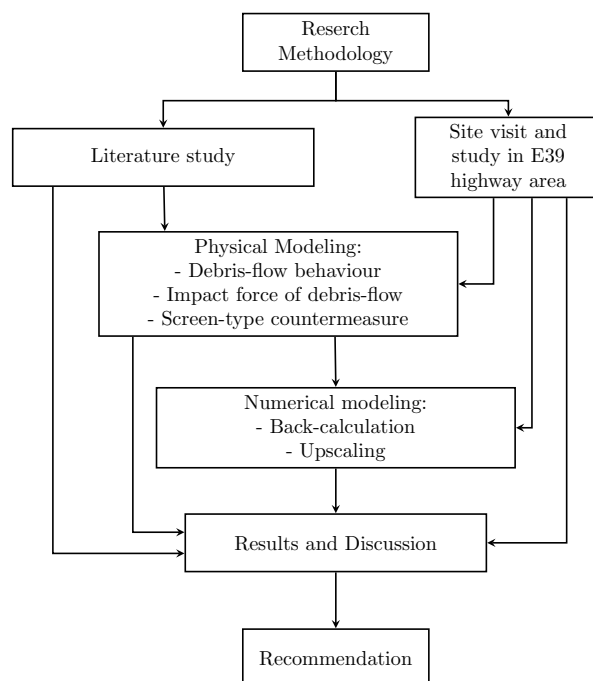 Reserch
Methodology
Literature study
Site visit and
study in E39
highway area
Physical Modeling:
- Debris-flow behaviour
- Impact force of debris-flow
- Screen-type countermeasure
Numerical modeling:
- Back-calculation
- Upscaling
Results and Discussion
Recommendation